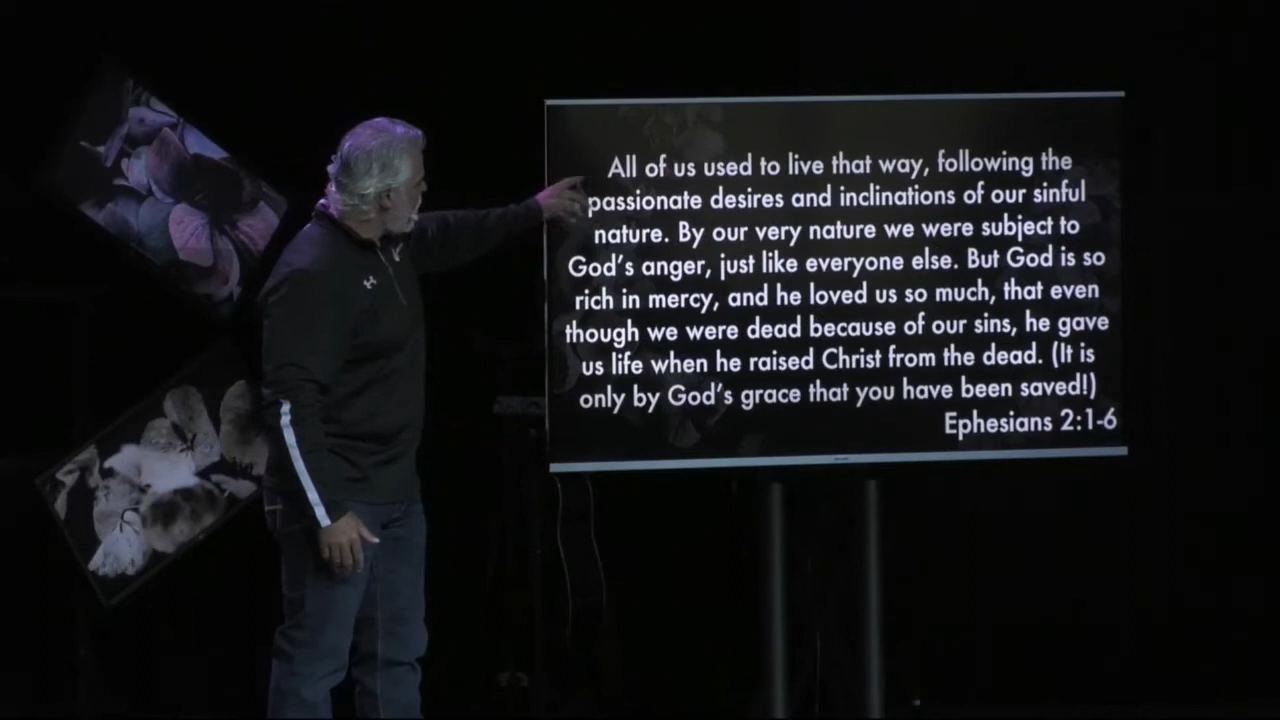 All of us used to live that way, following the
passionate desires and inclinations of our sinful
nature. By our very nature we were subject to
God's anger, just like everyone else. But God is so
rich in mercy, and he loved us so much, that even
though we were dead because of our sins, he gave
us life when he raised Christ from the dead. (It is
only by God's grace that you have been saved!)
Ephesians 2:1-6